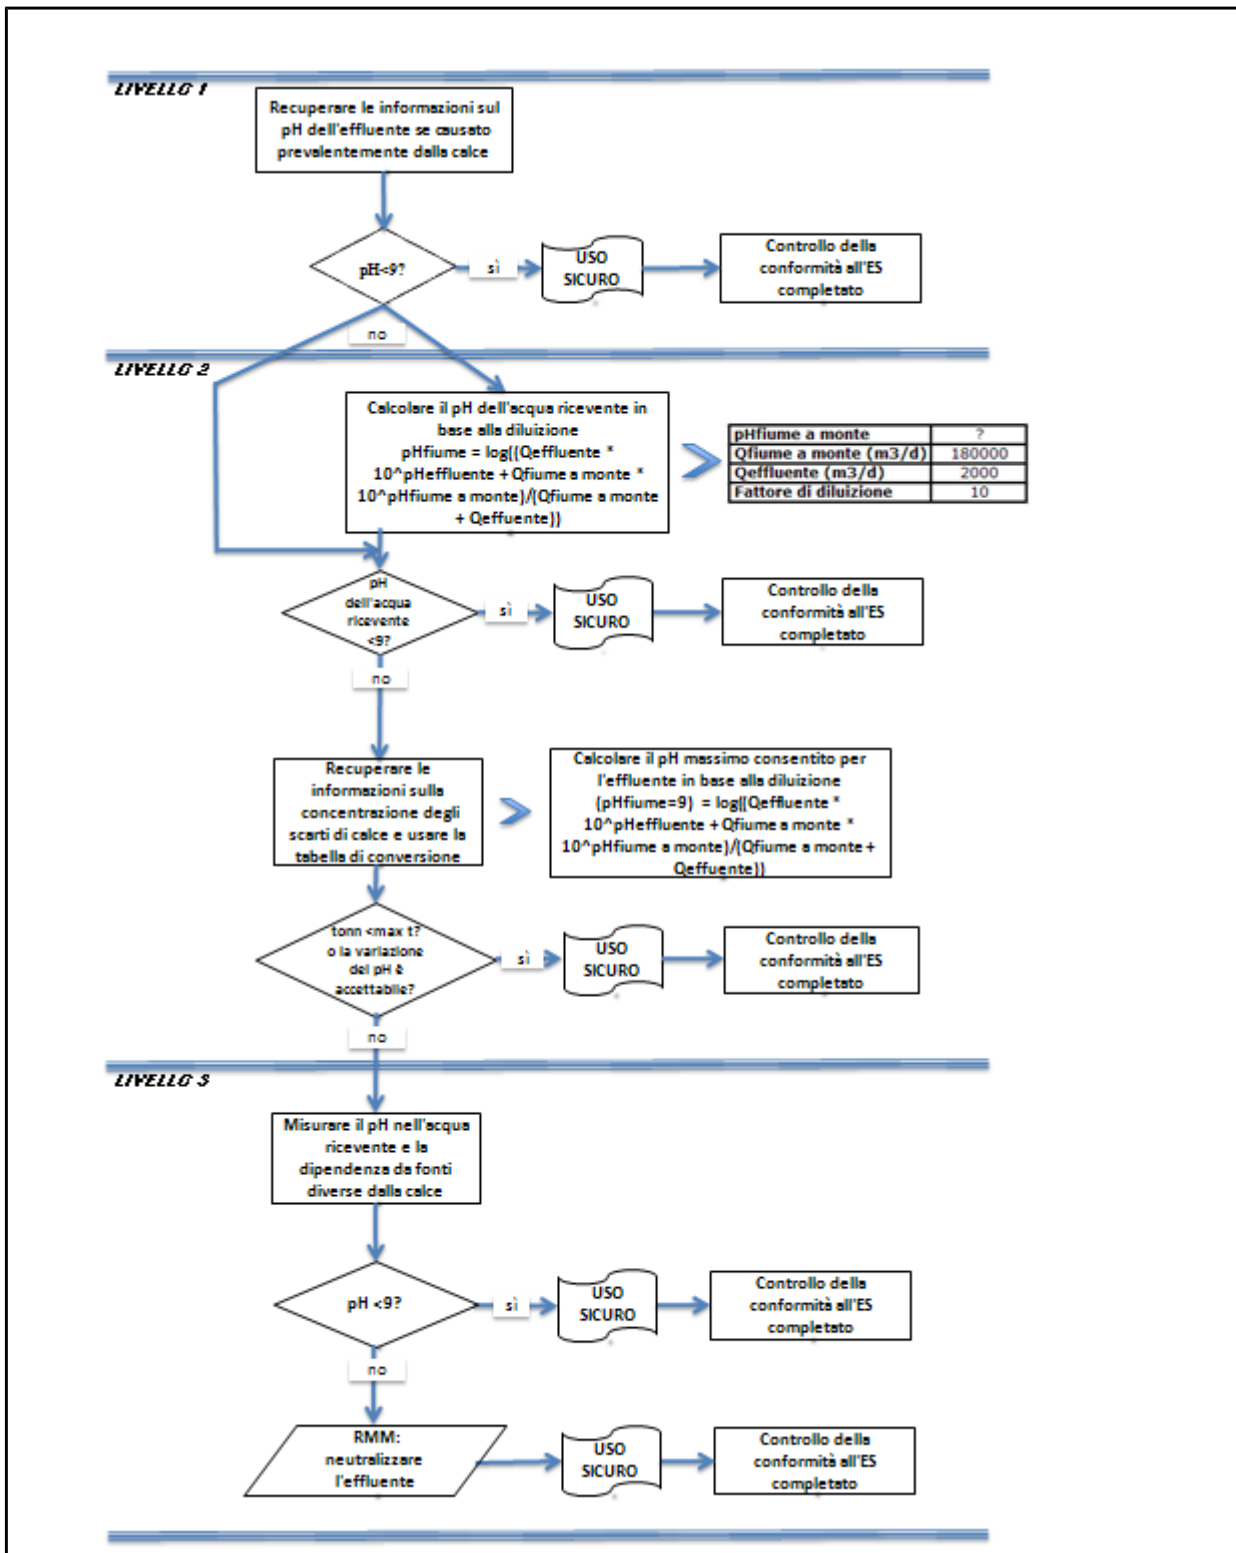 LIVELLO 1
Recuperare le informazioni sul
pH dell'effluente se causato
prevalentemente dalla calce
pH<9?
sì
USO
SICURO
Controllo della
conformità all'ES
completato
no
LIVELLO 2
Calcolare il pH dell'acqua ricevente in
base alla diluizione
pHfiume = log((Qeffluente *
10^pHeffluente + Qfiume a monte *
10^pHfiume a monte)/(Qfiume a monte
+ Qeffuente))
pHfiume a monte ?
Qfiume a monte (m3/d) 180000
Qeffluente (m3/d) 2000
Fattore di diluizione 10
pH
dell'acqua
ricevente
<9?
sì
USO
SICURO
Controllo della
conformità all'ES
completato
no
Recuperare le
informazioni sulla
concentrazione degli
scarti di calce e usare la
tabella di conversione
Calcolare il pH massimo consentito per
l'effluente in base alla diluizione
(pHfiume=9) = log((Qeffluente *
10^pHeffluente + Qfiume a monte *
10^pHfiume a monte)/(Qfiume a monte +
Qeffuente))
tonn <max t?
o la variazione
del pH è
accettabile?
sì
USO
SICURO
Controllo della
conformità all'ES
completato
no
LIVELLO 3
Misurare il pH nell'acqua
ricevente e la
dipendenza da fonti
diverse dalla calce
pH <9?
sì
USO
SICURO
Controllo della
conformità all'ES
completato
no
RMM:
neutralizzare
l'effluente
USO
SICURO
Controllo della
conformità all'ES
completato